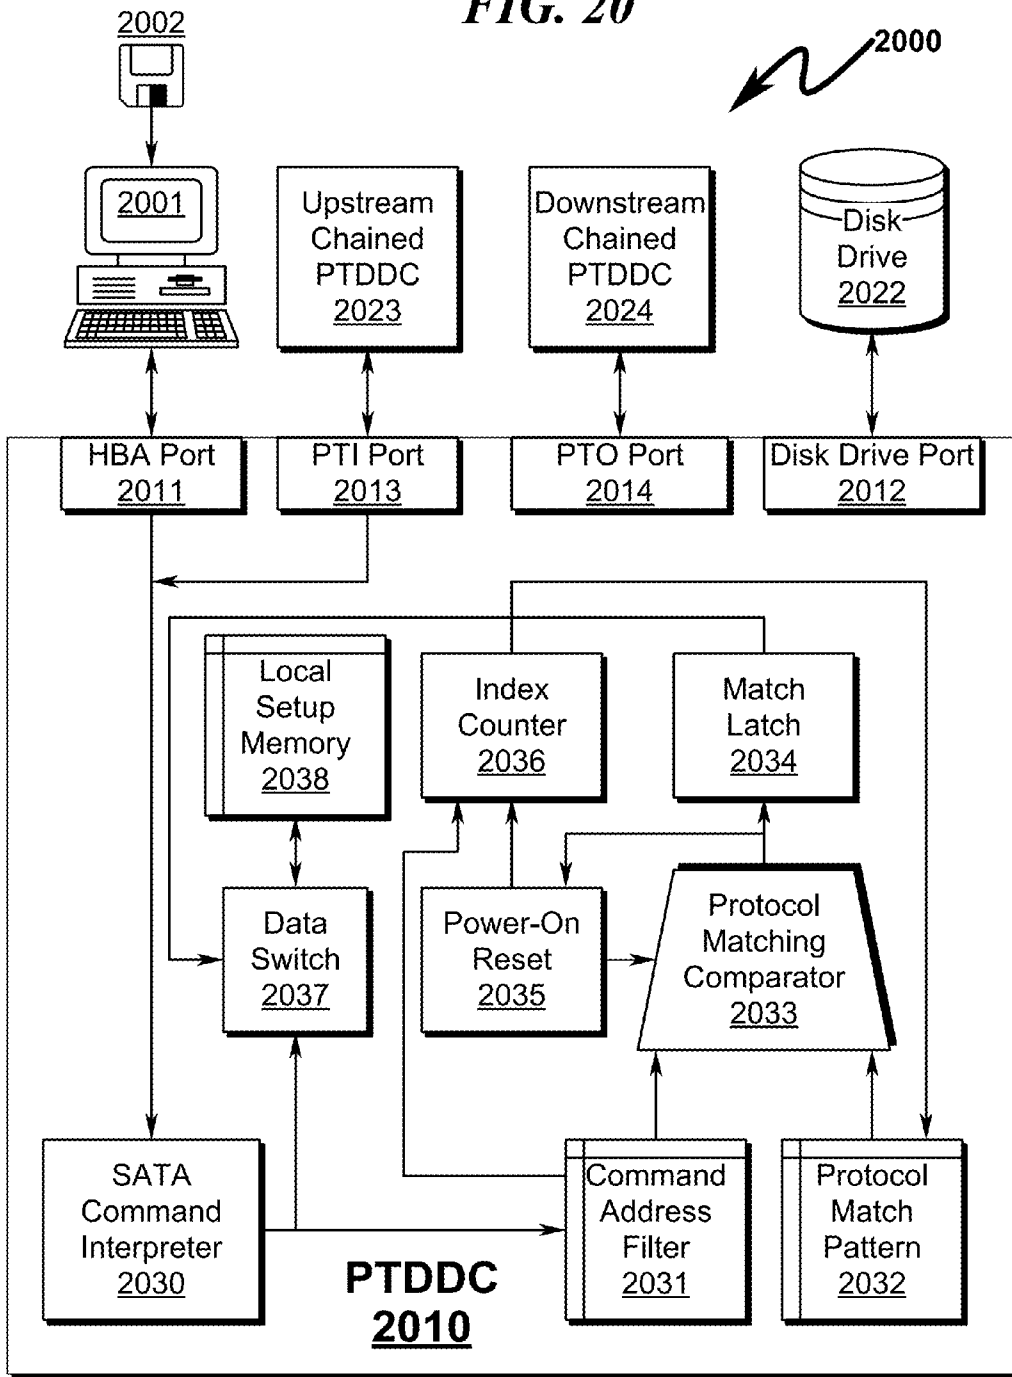 FIG. 20
2002
2000
2001
Upstream
Chained
PTDDC
2023
Downstream
Chained
PTDDC
2024
Disk
Drive
2022
HBA Port
2011
PTI Port
2013
PTO Port
2014
Disk Drive Port
2012
Local
Setup
Memory
2038
Index
Counter
2036
Match
Latch
2034
Data
Switch
2037
Power-On
Reset
2035
Protocol
Matching
Comparator
2033
SATA
Command
Interpreter
2030
Command
Address
Filter
2031
Protocol
Match
Pattern
2032
PTDDC
2010